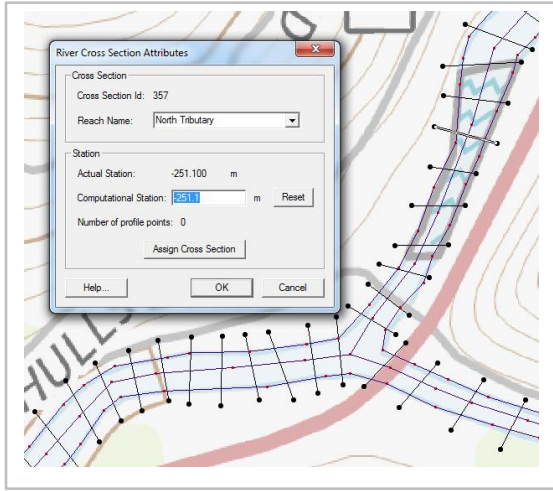 River Cross Section Attributes
Cross Section
Cross Section Id: 357
Reach Name: North Tributary
Station
Actual Station: -251.100 m
Computational Station: -251.1 m Reset
Number of profile points: 0
Assign Cross Section
Help... OK Cancel
HULLS